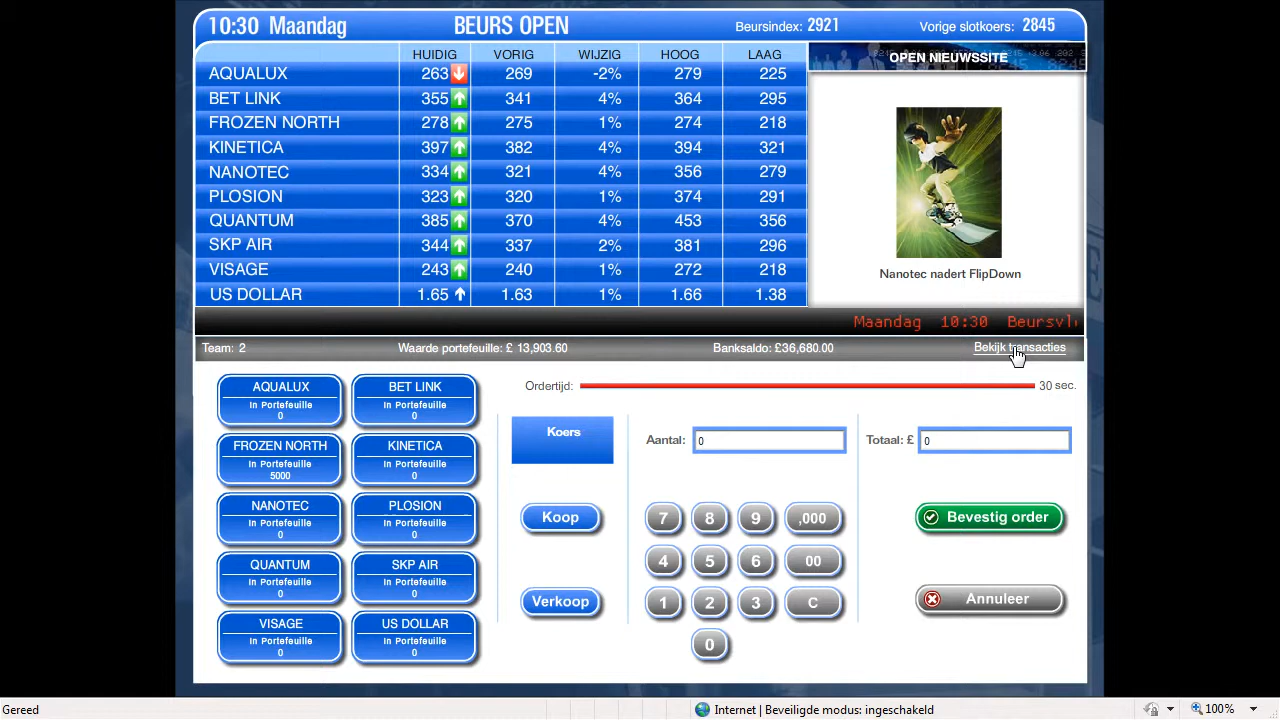 10:30 Maandag BEURS OPEN Beursindex: 2921 Vorige slotkoers: 2845
HUIDIG VORIG WIJZIG HOOG LAAG
AQUALUX 263 269 -2% 279 225
BET LINK 355 341 4% 364 295
FROZEN NORTH 278 275 1% 274 218
KINETICA 397 382 4% 394 321
NANOTEC 334 321 4% 356 279
PLOSION 323 320 1% 374 291
QUANTUM 385 370 4% 453 356
SKP AIR 344 337 2% 381 296
VISAGE 243 240 1% 272 218
US DOLLAR 1.65 1.63 1% 1.66 1.38
OPEN NIEUWSSITE
Nanotec nadert FlipDown
Maandag 10:30 Beursvl
Team: 2 Waarde portefeuille: £ 13,903.60 Banksaldo: £36,680.00 Bekijk transacties
AQUALUX
In Portefeuille
0
BET LINK
In Portefeuille
0
FROZEN NORTH
In Portefeuille
5000
KINETICA
In Portefeuille
0
NANOTEC
In Portefeuille
0
PLOSION
In Portefeuille
0
QUANTUM
In Portefeuille
0
SKP AIR
In Portefeuille
0
VISAGE
In Portefeuille
0
US DOLLAR
In Portefeuille
0
Ordertijd: 30 sec.
Koers
Aantal: 0
Totaal: £ 0
Koop
Verkoop
7 8 9 ,000
4 5 6 00
1 2 3 C
0
Bevestig order
Annuleer
Gereed Internet | Beveiligde modus: ingeschakeld 100%